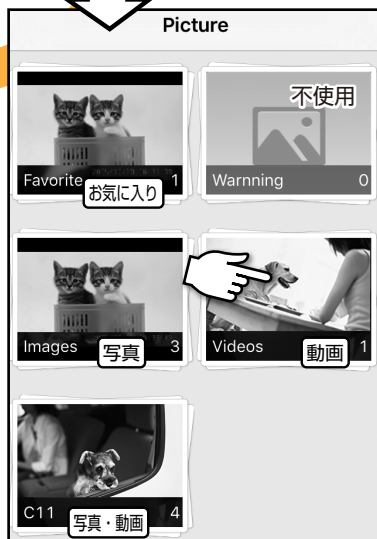 Picture
不使用
Favorite 1
お気に入り
Warnning 0
Images 3
写真
Videos 1
動画
C11 4
写真・動画